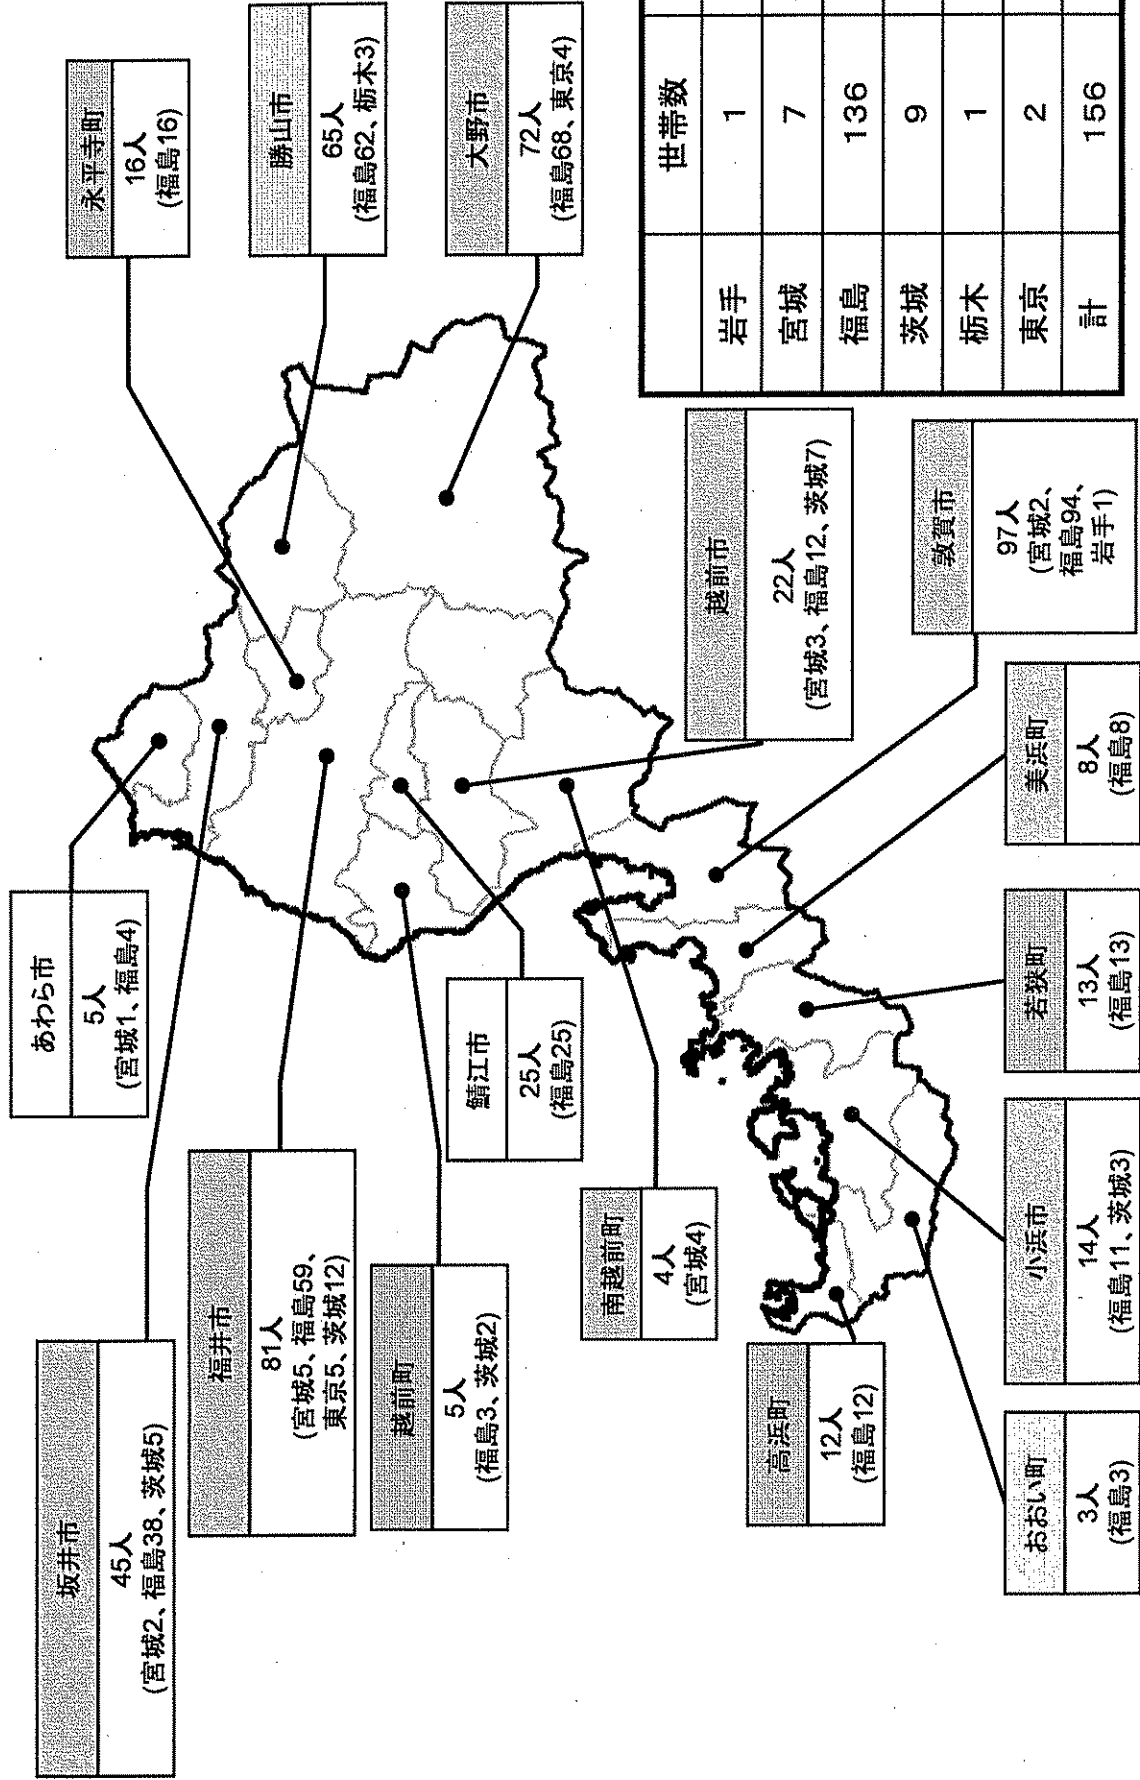 坂井市
45人
(宮城2、福島38、茨城5)
あわら市
5人
(宮城1、福島4)
永平寺町
16人
(福島16)
福井市
81人
(宮城5、福島59、
東京5、茨城12)
勝山市
65人
(福島62、栃木3)
越前町
5人
(福島3、茨城2)
鯖江市
25人
(福島25)
大野市
72人
(福島68、東京4)
南越前町
4人
(宮城4)
越前市
22人
(宮城3、福島12、茨城7)
高浜町
12人
(福島12)
敦賀市
97人
(宮城2、
福島94、
岩手1)
おおい町
3人
(福島3)
小浜市
14人
(福島11、茨城3)
若狭町
13人
(福島13)
美浜町
8人
(福島8)
世帯数
岩手 1
宮城 7
福島 136
茨城 9
栃木 1
東京 2
計 156